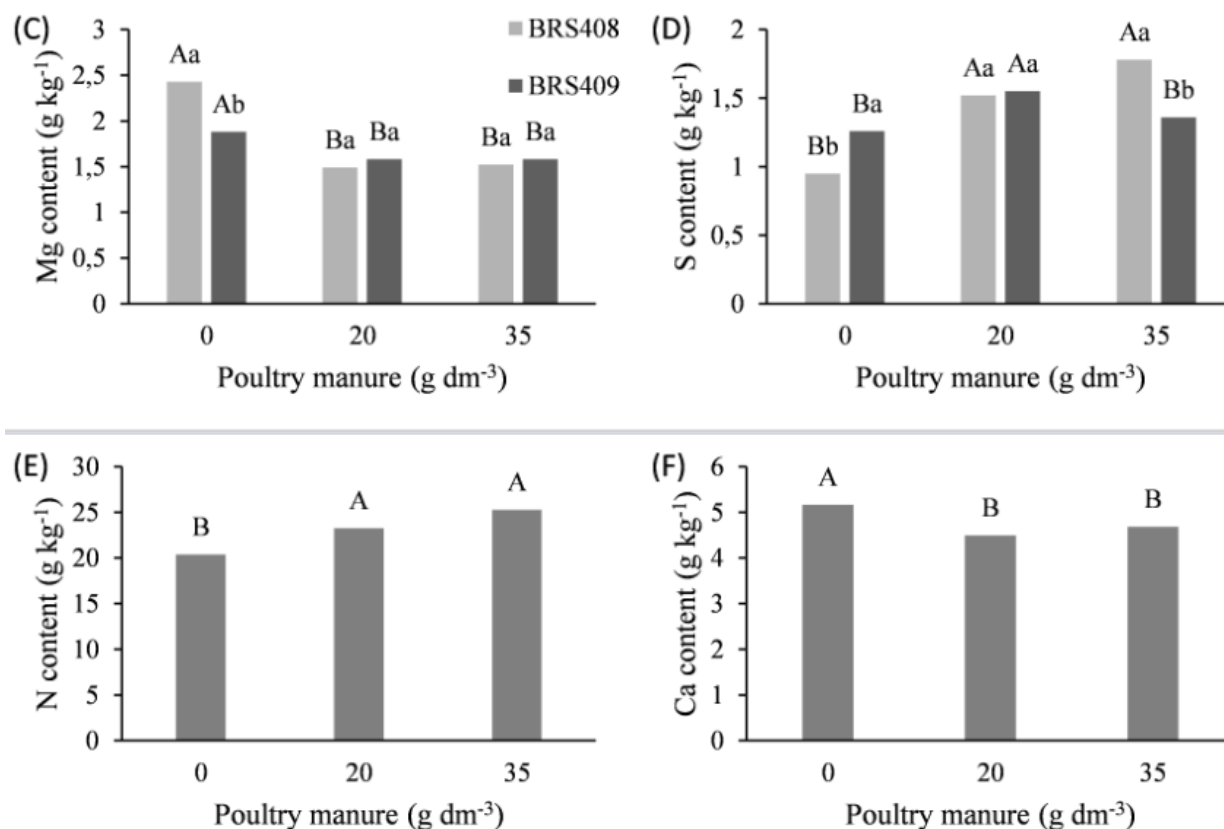 (C)
Mg content (g kg⁻¹)
3
2,5
2
1,5
1
0,5
0
Aa
Ab
Ba
Ba
Ba
Ba
BRS408
BRS409
0
20
35
Poultry manure (g dm⁻³)
(D)
S content (g kg⁻¹)
2
1,5
1
0,5
0
Bb
Ba
Aa
Aa
Aa
Bb
0
20
35
Poultry manure (g dm⁻³)
(E)
N content (g kg⁻¹)
30
25
20
15
10
5
0
B
A
A
0
20
35
Poultry manure (g dm⁻³)
(F)
Ca content (g kg⁻¹)
6
5
4
3
2
1
0
A
B
B
0
20
35
Poultry manure (g dm⁻³)